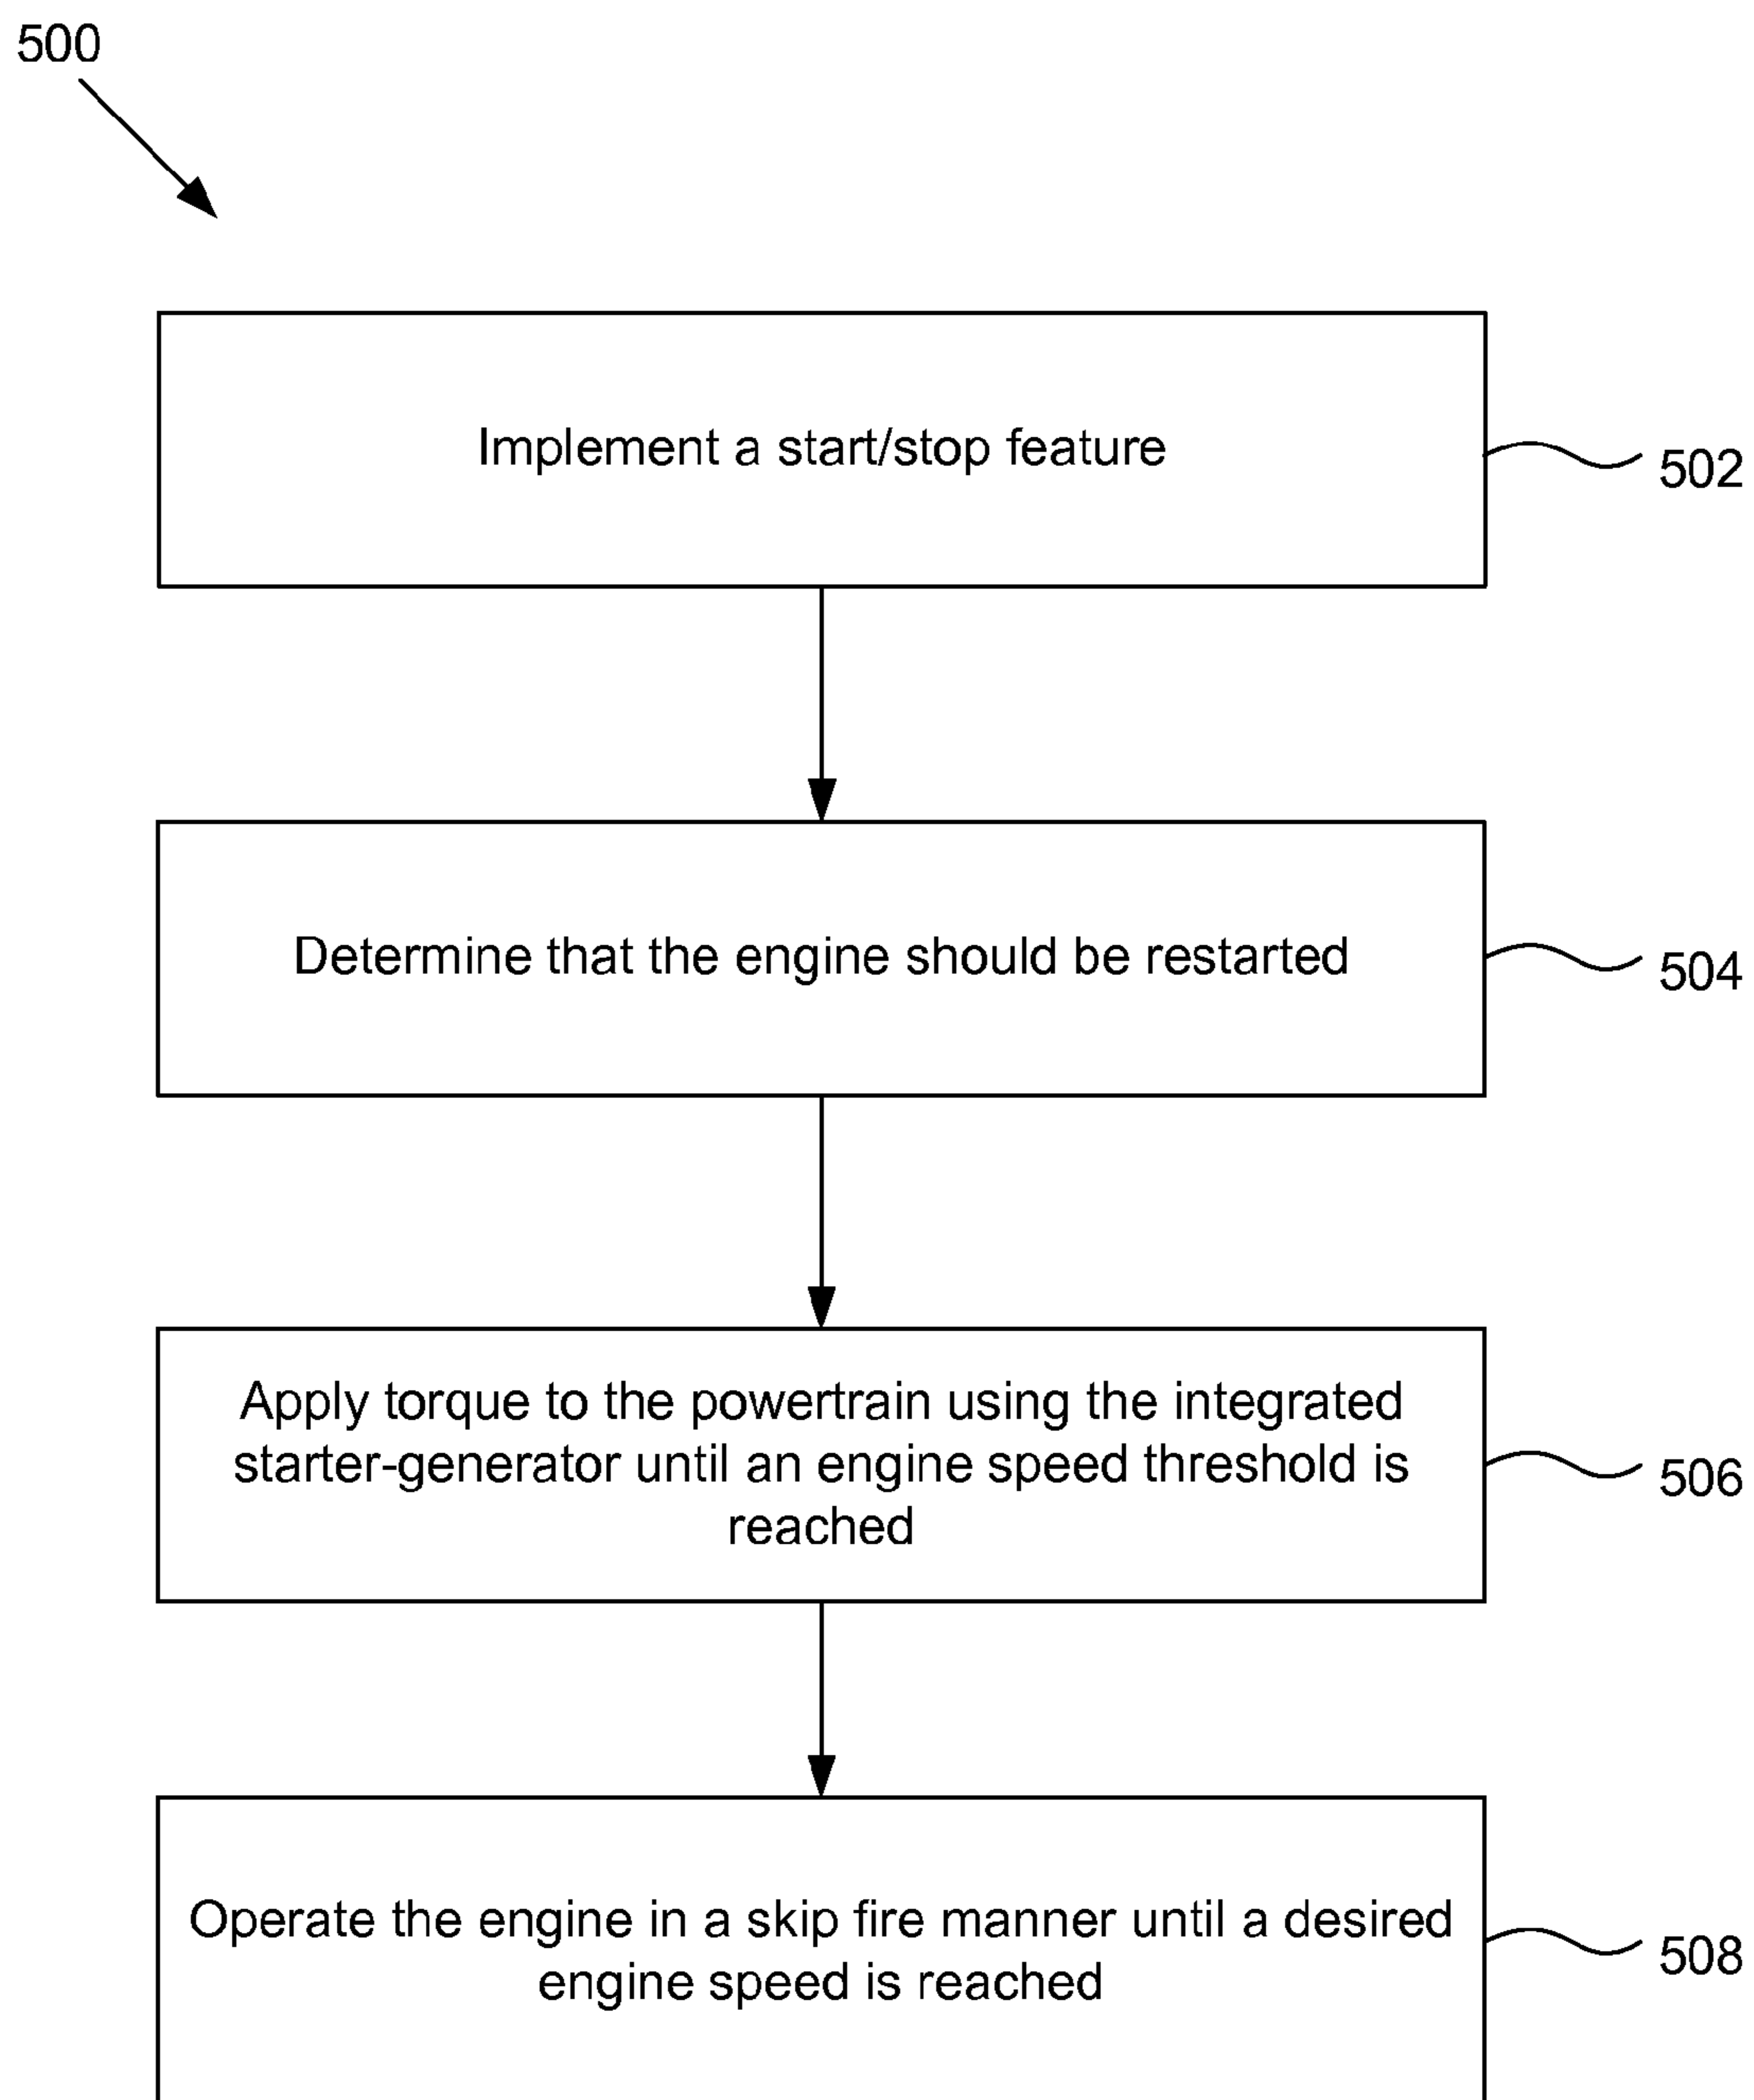 500
Implement a start/stop feature
502
Determine that the engine should be restarted
504
Apply torque to the powertrain using the integrated
starter-generator until an engine speed threshold is
reached
506
Operate the engine in a skip fire manner until a desired
engine speed is reached
508